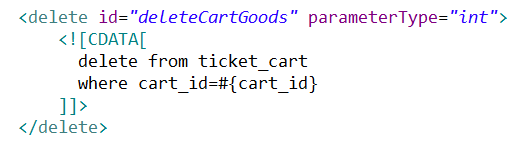 <delete id="deleteCartGoods" parameterType="int">
<![CDATA[
delete from ticket_cart
where cart_id=#{cart_id}
]]>
</delete>